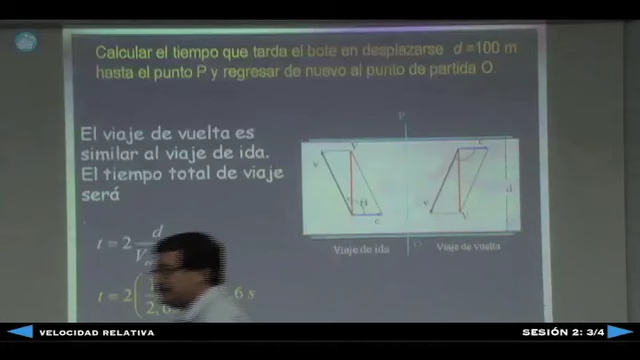 Calcular el tiempo que tarda el bote en desplazarse d =100 m
hasta el punto P y regresar de nuevo al punto de partida O.
El viaje de vuelta es
similar al viaje de ida.
El tiempo total de viaje
será
P
V
v
c
c
v
V
d
O
Viaje de ida
Viaje de vuelta
t = 2 d
V
t = 2( 6 s
VELOCIDAD RELATIVA
SESIÓN 2: 3/4